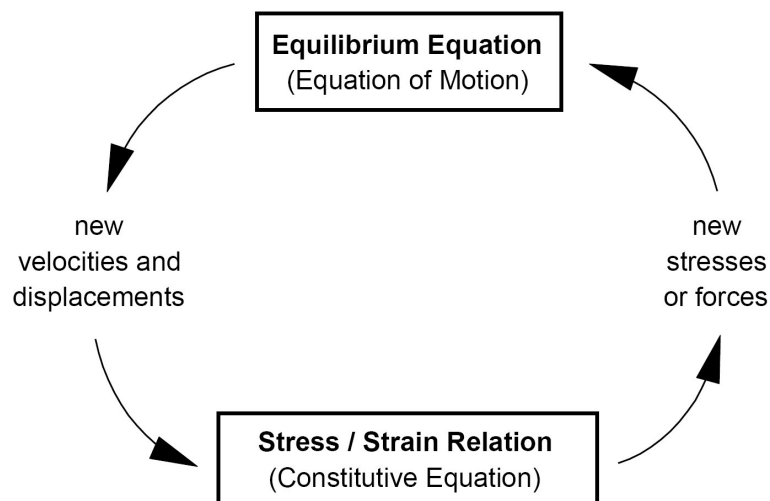 Equilibrium Equation
(Equation of Motion)
new
velocities and
displacements
new
stresses
or forces
Stress / Strain Relation
(Constitutive Equation)